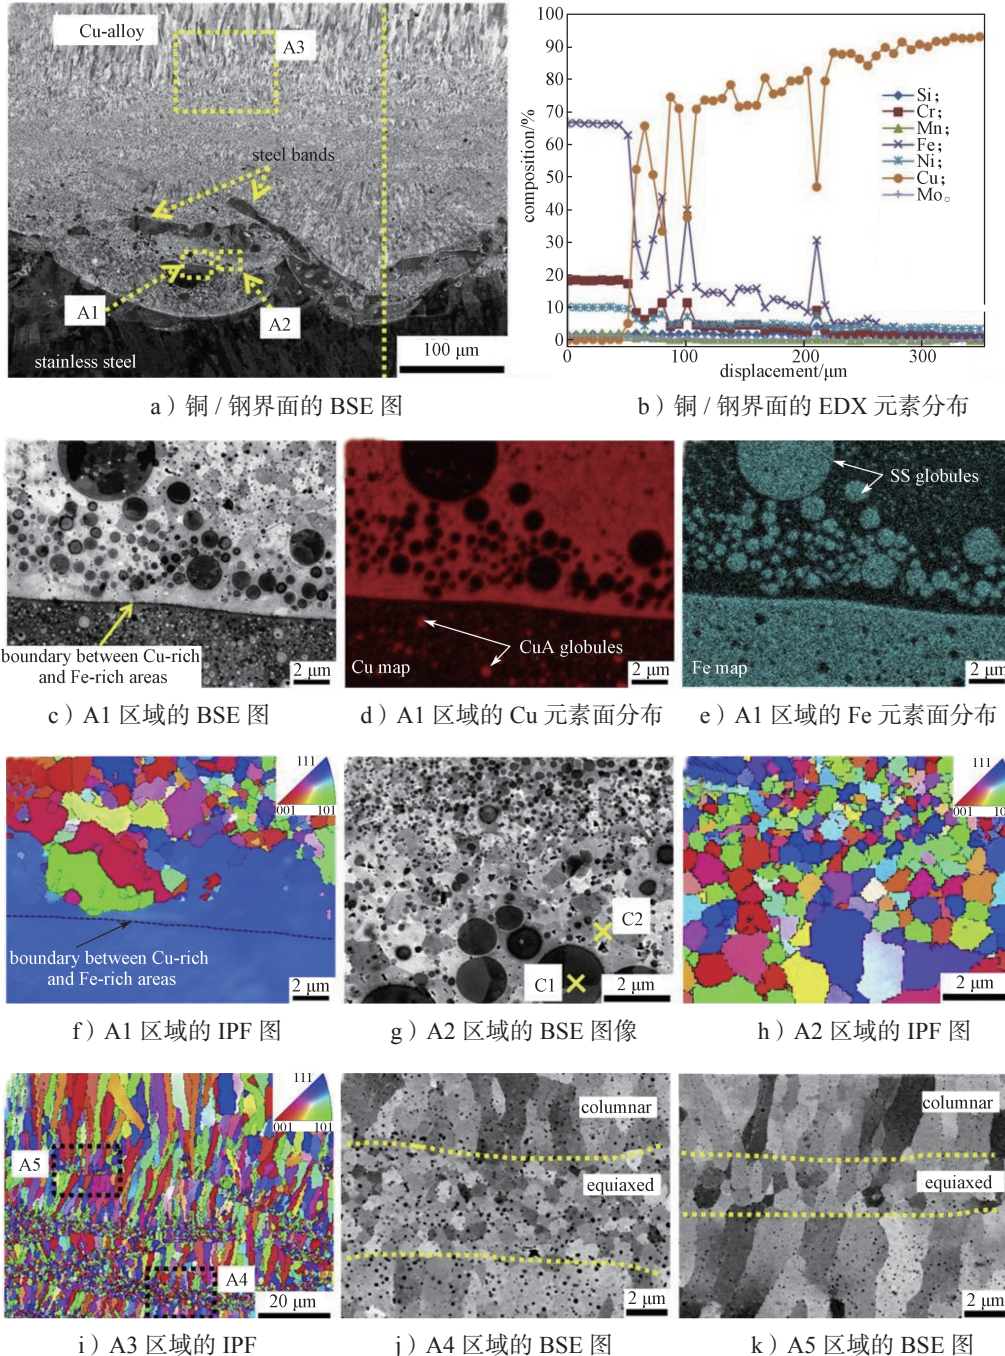 Cu-alloy
A3
steel bands
A1
A2
stainless steel
100 μm
composition/%
100
90
80
70
60
50
40
30
20
10
0
10
0
0
100
200
300
displacement/μm
Si；
Cr；
Mn；
Fe；
Ni；
Cu；
Mo。
a）铜 / 钢界面的 BSE 图
b）铜 / 钢界面的 EDX 元素分布
boundary between Cu-rich
and Fe-rich areas
2 μm
CuA globules
Cu map
2 μm
SS globules
Fe map
2 μm
c）A1 区域的 BSE 图
d）A1 区域的 Cu 元素面分布
e）A1 区域的 Fe 元素面分布
111
001
101
boundary between Cu-rich
and Fe-rich areas
2 μm
C2
C1
2 μm
111
001
101
2 μm
f）A1 区域的 IPF 图
g）A2 区域的 BSE 图像
h）A2 区域的 IPF 图
111
001
101
A5
A4
20 μm
columnar
equiaxed
2 μm
columnar
equiaxed
2 μm
i）A3 区域的 IPF
j）A4 区域的 BSE 图
k）A5 区域的 BSE 图